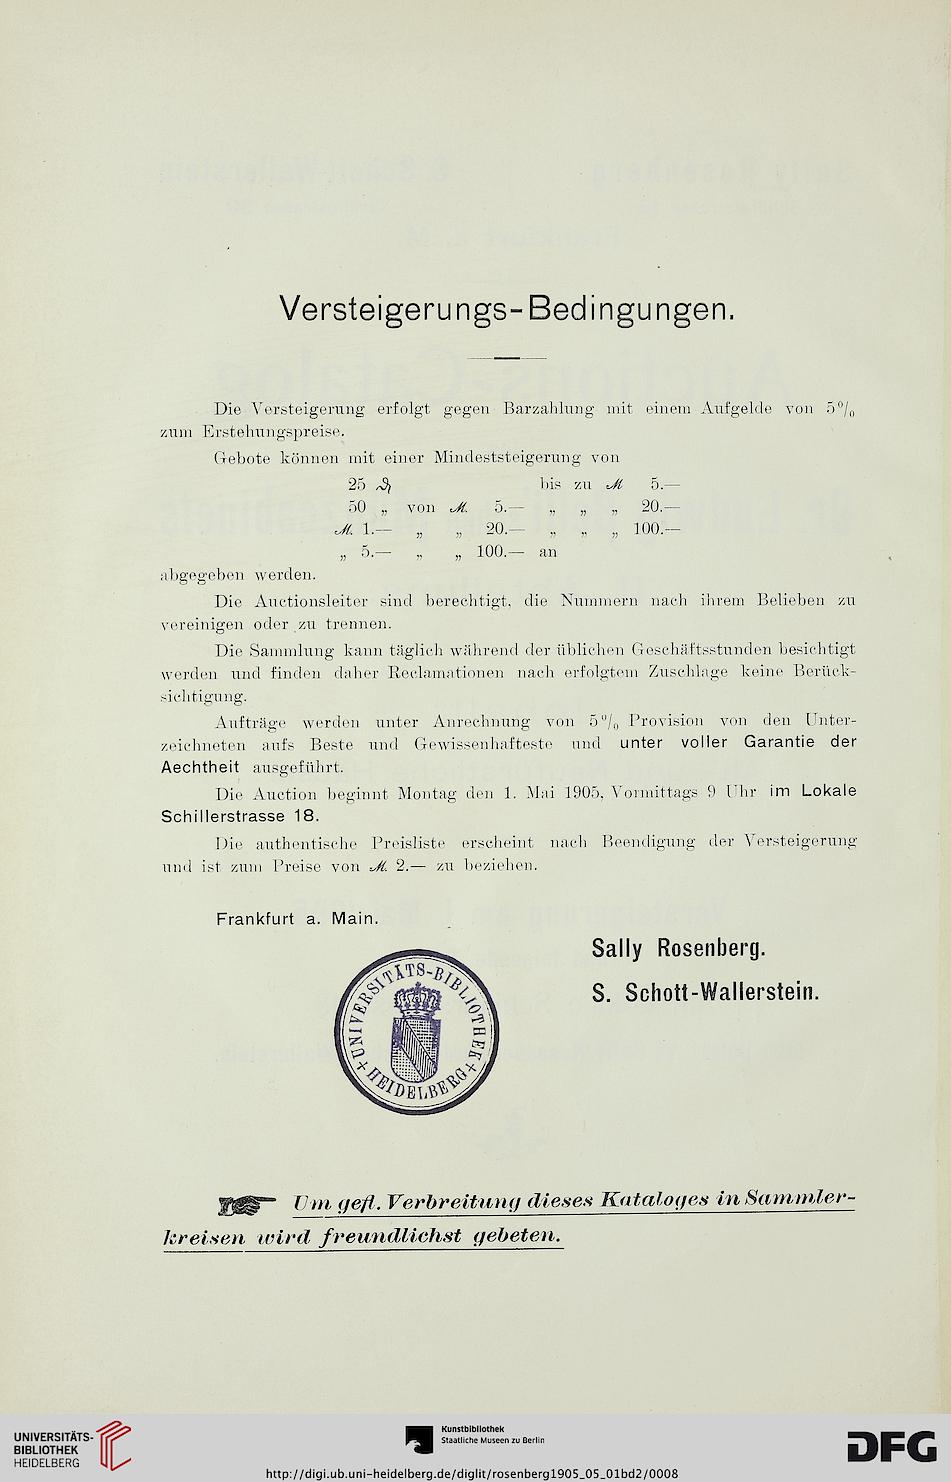 Versteigerungs-Bedingungen.
Die Versteigerung erfolgt gegen Barzahlung mit einem Aufgelde von 5%
zum Erstehungspreise.
Gebote können mit einer Mindeststeigerung von
25 ₰ bis zu ℳ 5.—
50 „ von ℳ. 5.— „ „ „ 20.—
ℳ. 1.— „ „ 20.— „ „ „ 100.—
„ 5.— „ „ 100.— an
abgegeben werden.
Die Auctionsleiter sind berechtigt, die Nummern nach ihrem Belieben zu
vereinigen oder zu trennen.
Die Sammlung kann täglich während der üblichen Geschäftsstunden besichtigt
werden und finden daher Reclamationen nach erfolgtem Zuschlage keine Berück-
sichtigung.
Aufträge werden unter Anrechnung von 5% Provision von den Unter-
zeichneten aufs Beste und Gewissenhafteste und unter voller Garantie der
Aechtheit ausgeführt.
Die Auction beginnt Montag den 1. Mai 1905, Vormittags 9 Uhr im Lokale
Schillerstrasse 18.
Die authentische Preisliste erscheint nach Beendigung der Versteigerung
und ist zum Preise von ℳ. 2.— zu beziehen.
Frankfurt a. Main.
Sally Rosenberg.
S. Schott-Wallerstein.
UNIVERSITÄTS-BIBLIOTHEK
+ HEIDELBERG +
Um gefl. Verbreitung dieses Kataloges in Sammler-
kreisen wird freundlichst gebeten.
UNIVERSITÄTS-
BIBLIOTHEK
HEIDELBERG
Kunstbibliothek
Staatliche Museen zu Berlin
DFG
http://digi.ub.uni-heidelberg.de/diglit/rosenberg1905_05_01bd2/0008